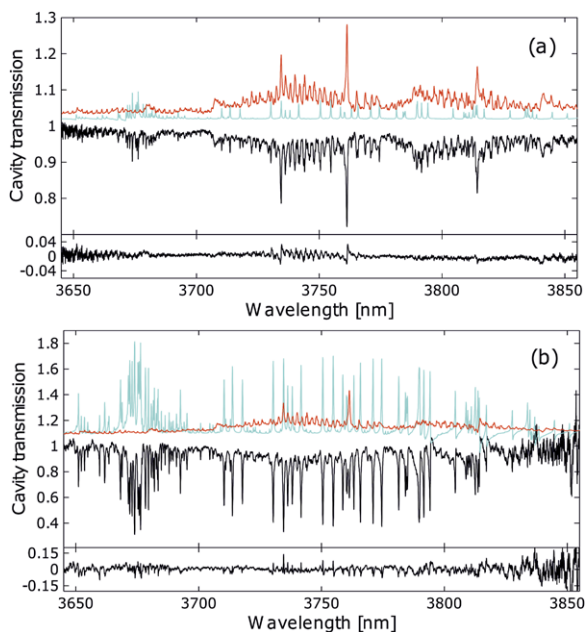 1.3
(a)
1.2
1.1
1
0.9
0.8
Cavity transmission
0.04
0
-0.04
3650 3700 3750 3800 3850
Wavelength [nm]
1.8
(b)
1.6
1.4
1.2
1
0.8
0.6
0.4
Cavity transmission
0.15
0
-0.15
3650 3700 3750 3800 3850
Wavelength [nm]